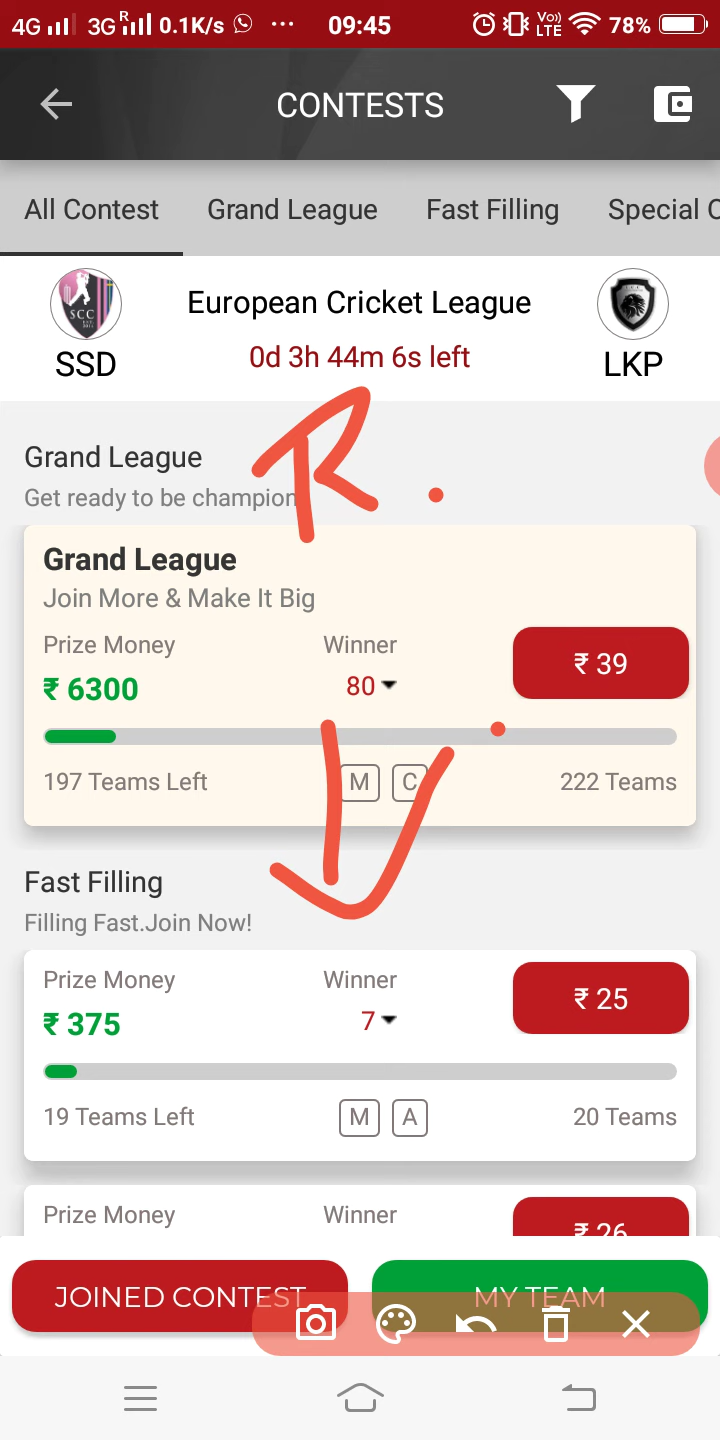 4G 3G R 0.1K/s ... 09:45 Vo)) LTE 78%
CONTESTS
All Contest Grand League Fast Filling Special C
SCC
European Cricket League
SSD 0d 3h 44m 6s left LKP
R.
Grand League
Get ready to be champion
Grand League
Join More & Make It Big
Prize Money Winner ₹ 39
₹ 6300 80
197 Teams Left M C 222 Teams
Fast Filling
Filling Fast.Join Now!
Prize Money Winner ₹ 25
₹ 375 7
19 Teams Left M A 20 Teams
Prize Money Winner ₹ 26
JOINED CONTEST MY TEAM